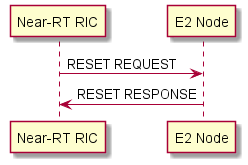 Near-RT RIC
E2 Node
RESET REQUEST
RESET RESPONSE
Near-RT RIC
E2 Node